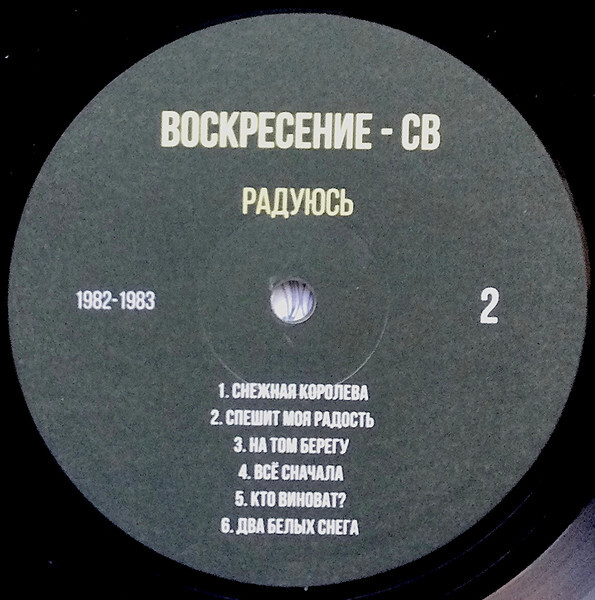 ВОСКРЕСЕНИЕ - СВ
РАДУЮСЬ
1982-1983
2
1. СНЕЖНАЯ КОРОЛЕВА
2. СПЕШИТ МОЯ РАДОСТЬ
3. НА ТОМ БЕРЕГУ
4. ВСЁ СНАЧАЛА
5. КТО ВИНОВАТ?
6. ДВА БЕЛЫХ СНЕГА